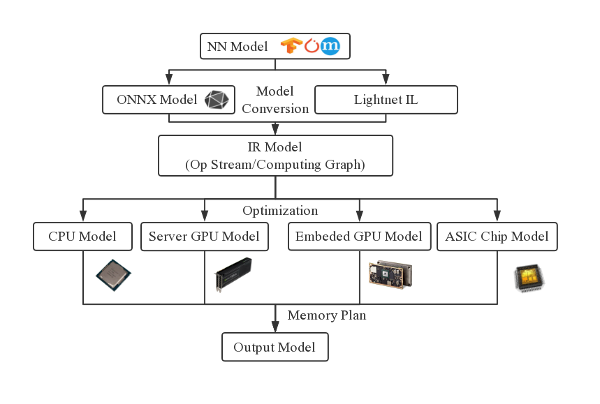 NN Model
m
ONNX Model
Model
Conversion
Lightnet IL
IR Model
(Op Stream/Computing Graph)
Optimization
CPU Model
Server GPU Model
Embeded GPU Model
ASIC Chip Model
Memory Plan
Output Model